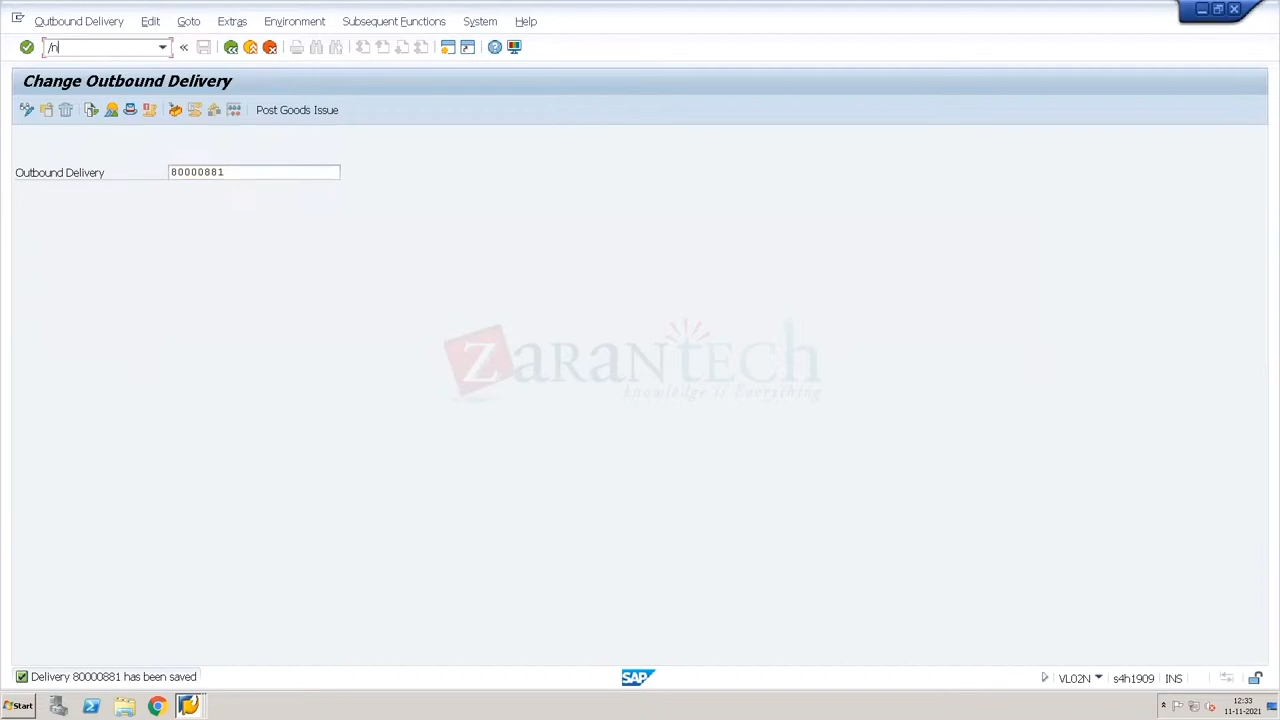 Outbound Delivery Edit Goto Extras Environment Subsequent Functions System Help
/n
Change Outbound Delivery
Post Goods Issue
Outbound Delivery 80000881
ZaranTech
knowledge is Everything
Delivery 80000881 has been saved
SAP
VL02N
s4h1909
INS
Start
12:33
11-11-2021